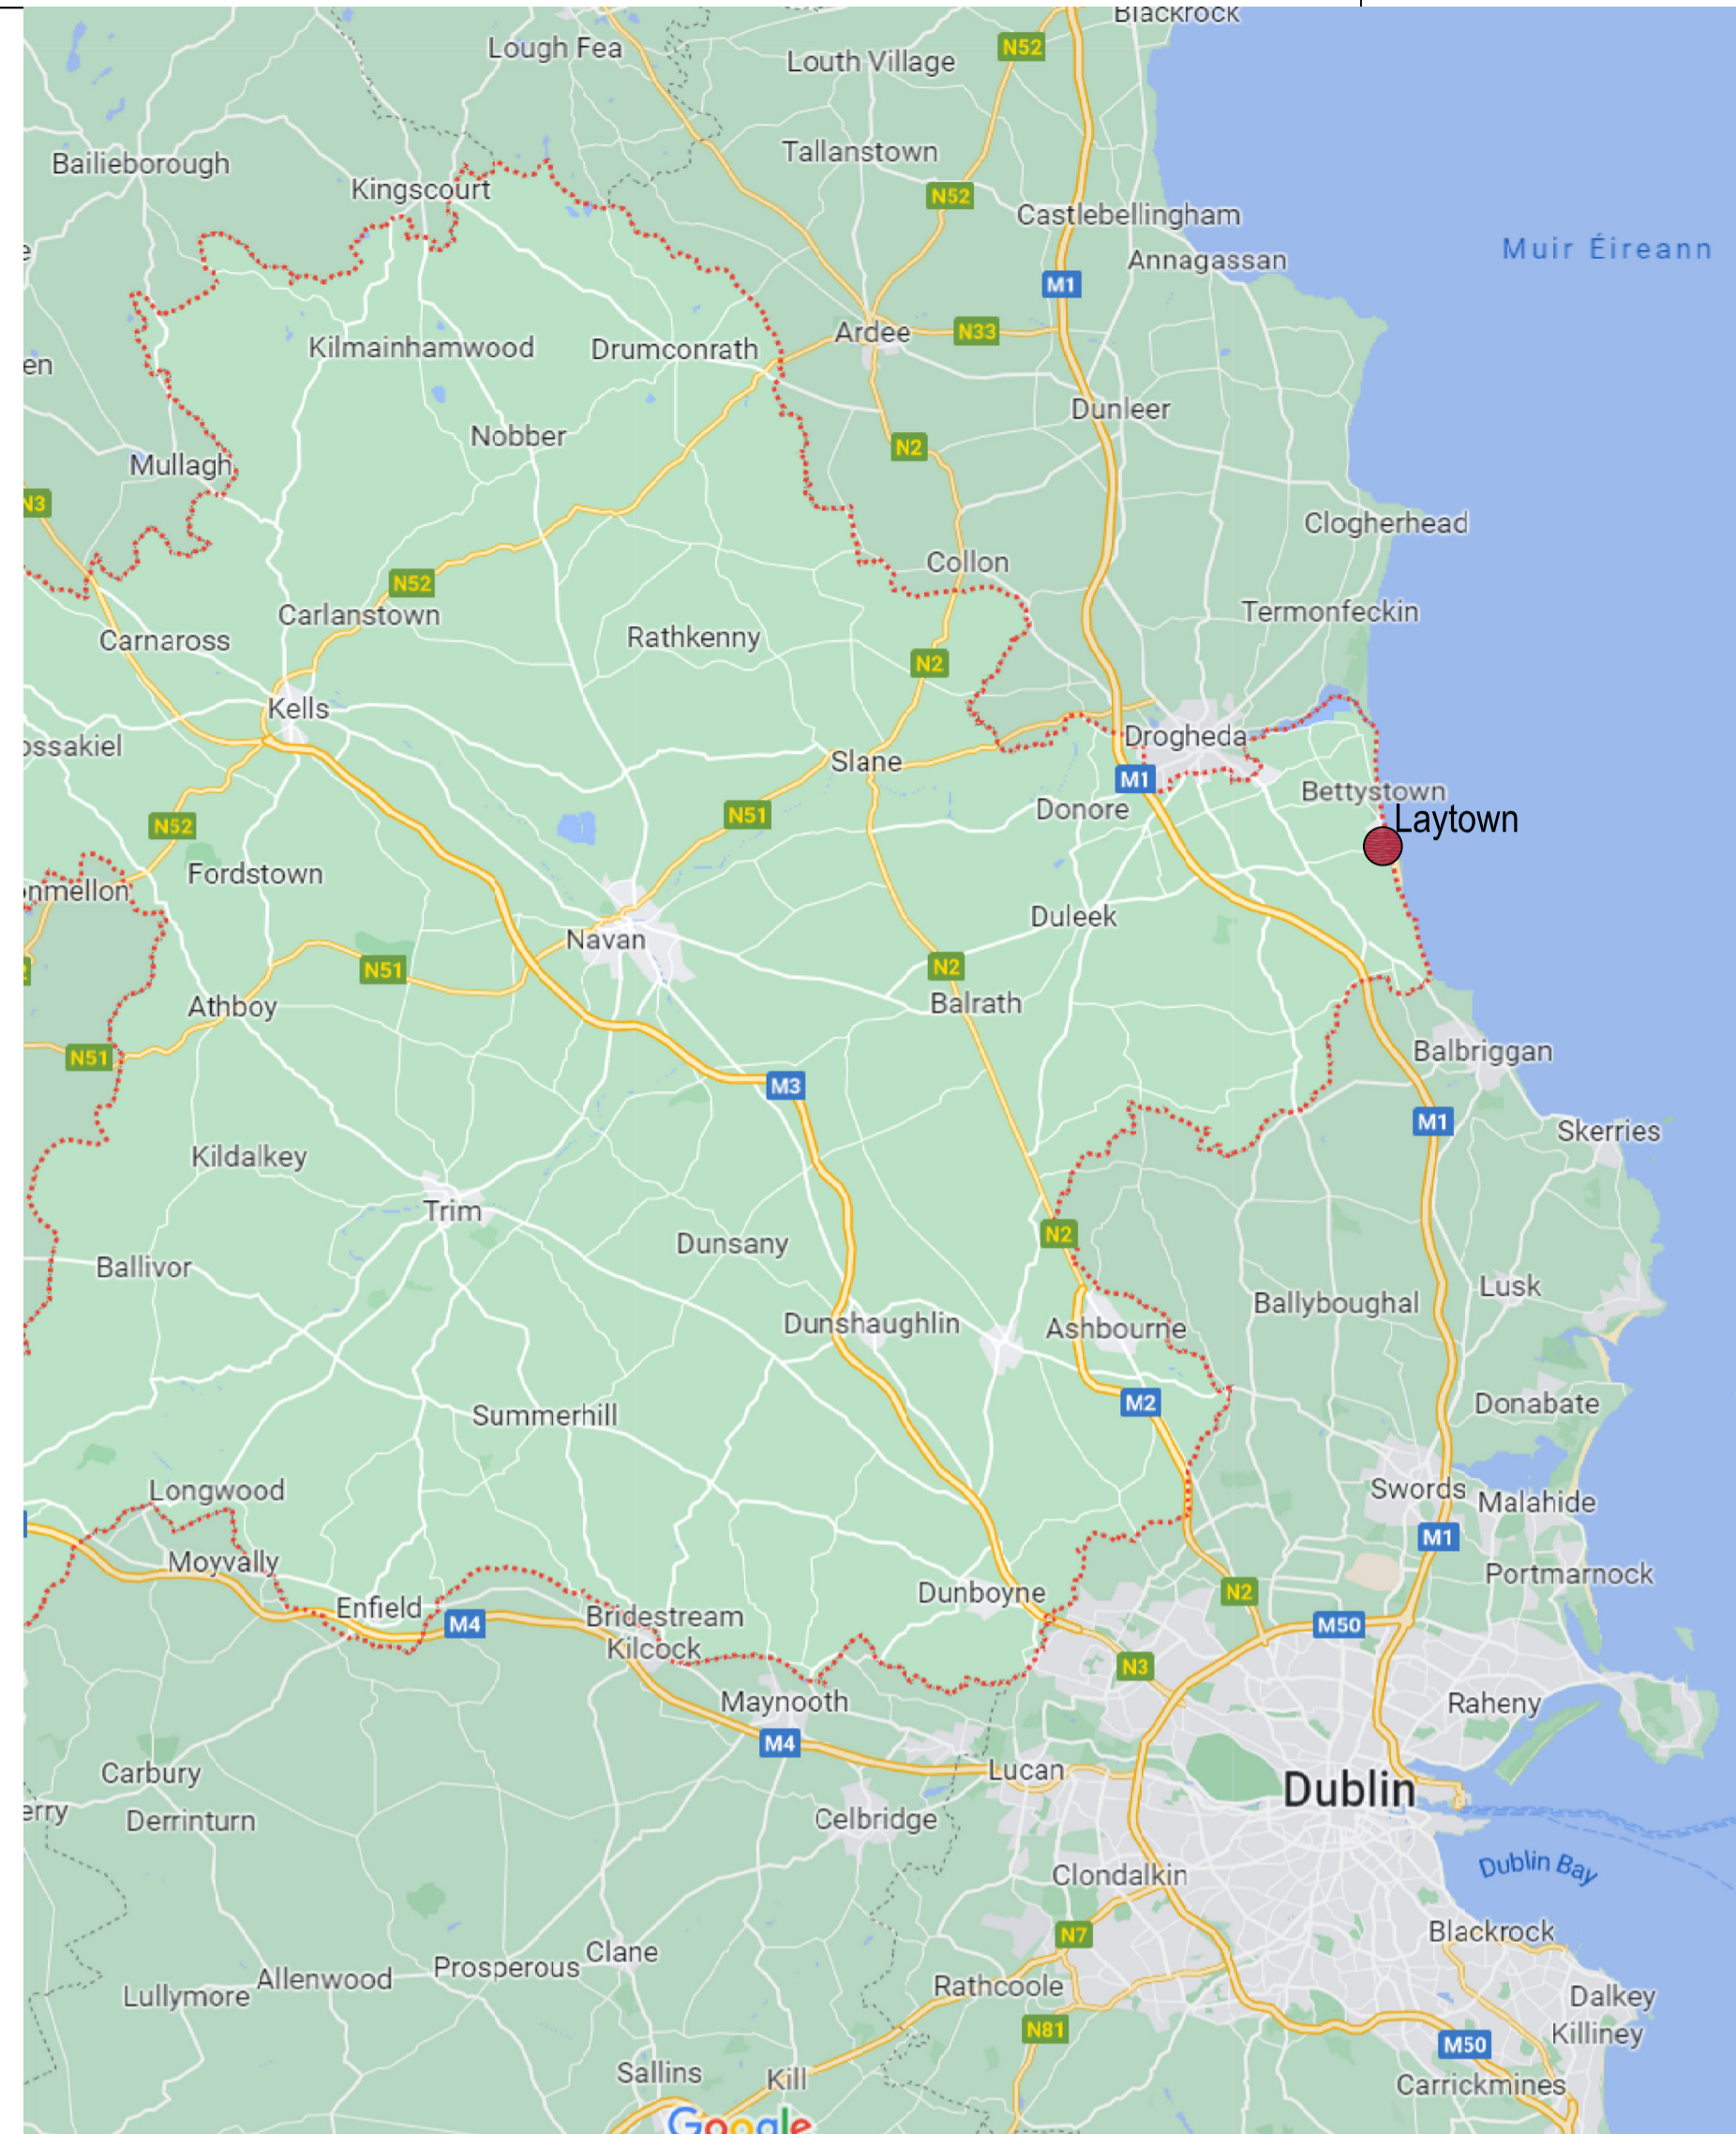 Blackrock
Lough Fea
N52
Louth Village
Bailieborough
Tallanstown
Kingscourt
N52
Castlebellingham
Muir Éireann
Annagassan
M1
Ardee
N33
Kilmainhamwood
Drumconrath
en
Dunleer
Nobber
N2
Mullagh
N3
Clogherhead
Collon
N52
Carlanstown
Termonfeckin
Carnaross
Rathkenny
N2
Kells
Drogheda
ossakiel
Slane
M1
Bettystown
Donore
N51
Laytown
N52
Fordstown
onmellon
Duleek
Navan
N51
N2
Athboy
Balrath
N51
Balbriggan
M3
M1
Skerries
Kildalkey
Trim
N2
Dunsany
Ballivor
Lusk
Ballyboughal
Dunshaughlin
Ashbourne
M2
Donabate
Summerhill
Longwood
Swords
Malahide
M1
Moyvally
Portmarnock
Dunboyne
N2
Enfield
M4
Bridestream
M50
Kilcock
N3
Maynooth
Raheny
M4
Carbury
Lucan
Dublin
erry
Derrinturn
Celbridge
Clondalkin
Dublin Bay
N7
Blackrock
Clane
Prosperous
Allenwood
Rathcoole
Lullymore
Dalkey
N81
Killiney
M50
Sallins
Kill
Carrickmines
Google